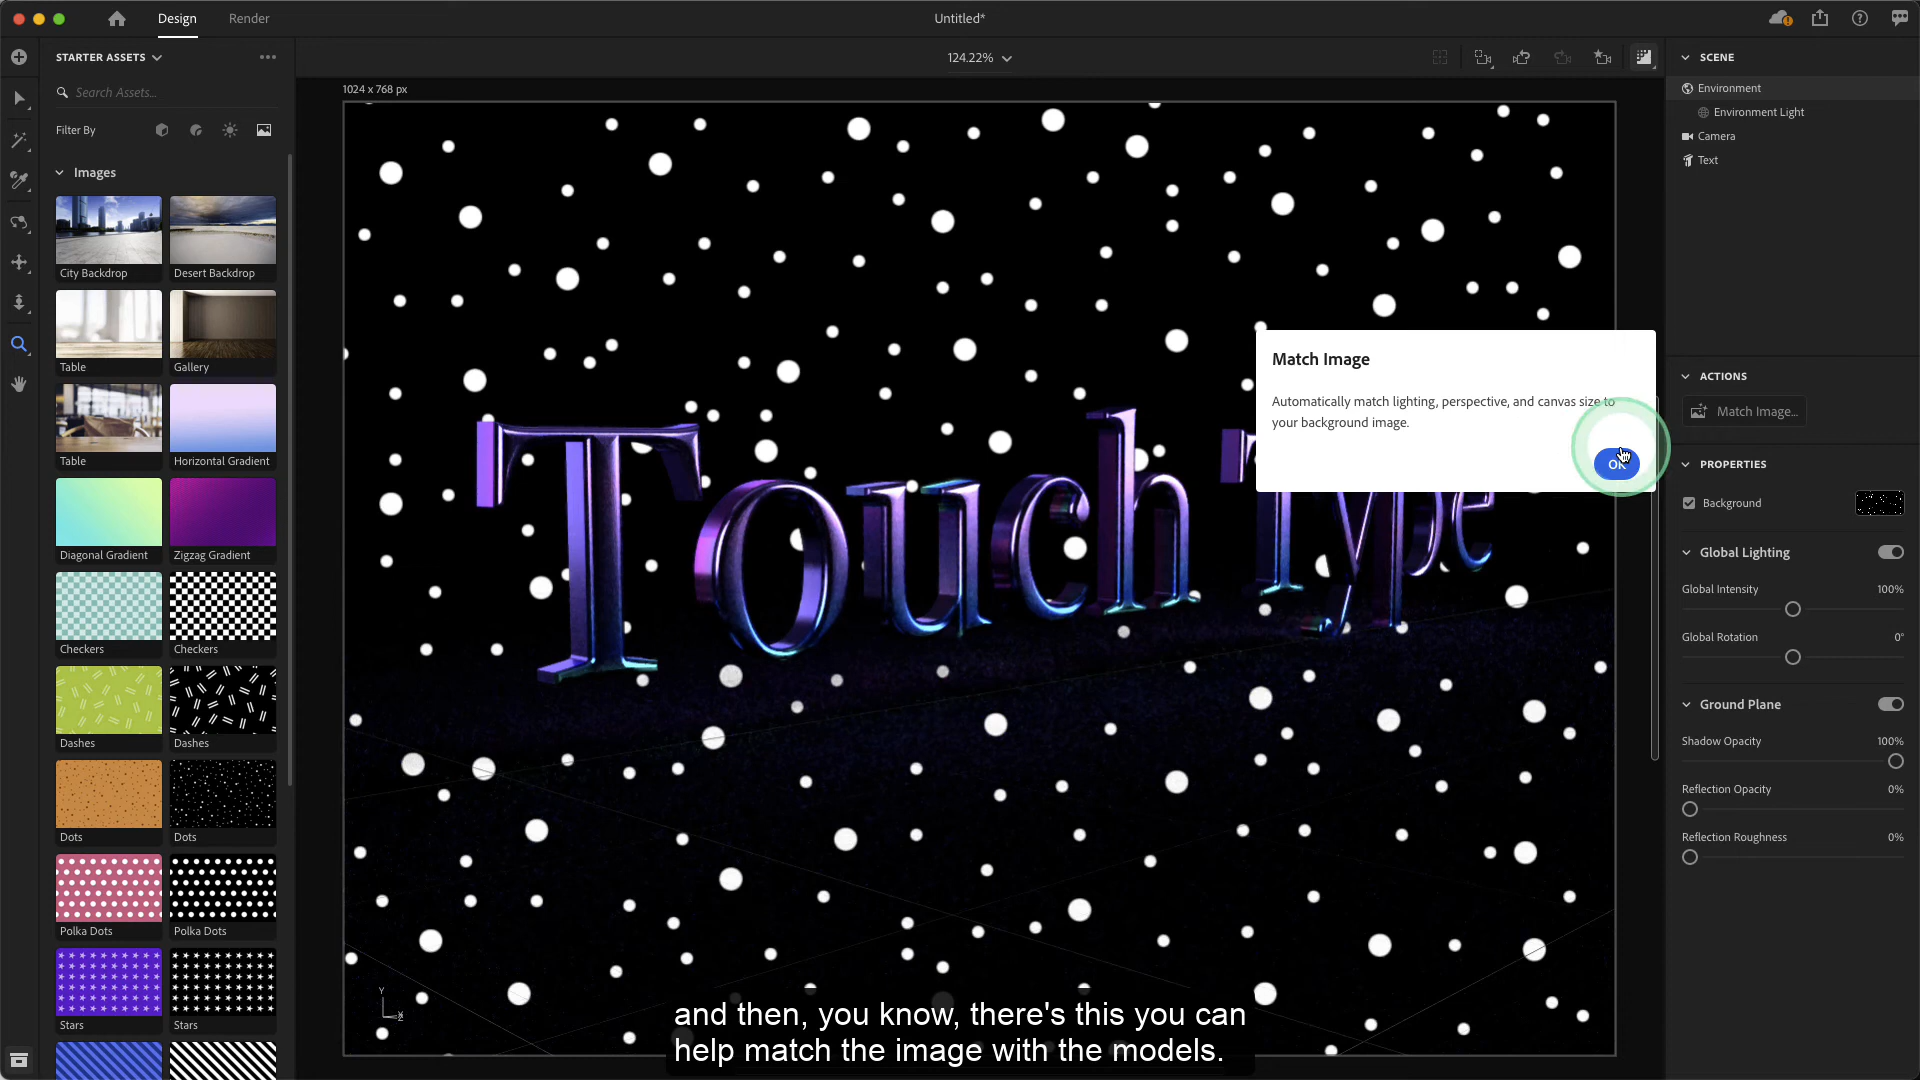 Design
Render
Untitled*
STARTER ASSETS
124.22%
SCENE
Search Assets...
1024 x 768 px
Environment
Environment Light
Filter By
Camera
Text
Images
City Backdrop
Desert Backdrop
Table
Gallery
Match Image
Automatically match lighting, perspective, and canvas size to
your background image.
OK
ACTIONS
Match Image...
Table
Horizontal Gradient
PROPERTIES
Touch Type
Background
Diagonal Gradient
Zigzag Gradient
Global Lighting
Global Intensity 100%
Global Rotation 0°
Checkers
Checkers
Ground Plane
Shadow Opacity 100%
Dashes
Dashes
Reflection Opacity 0%
Reflection Roughness 0%
Dots
Dots
Polka Dots
Polka Dots
Stars
Stars
Y
and then, you know, there's this you can
help match the image with the models.